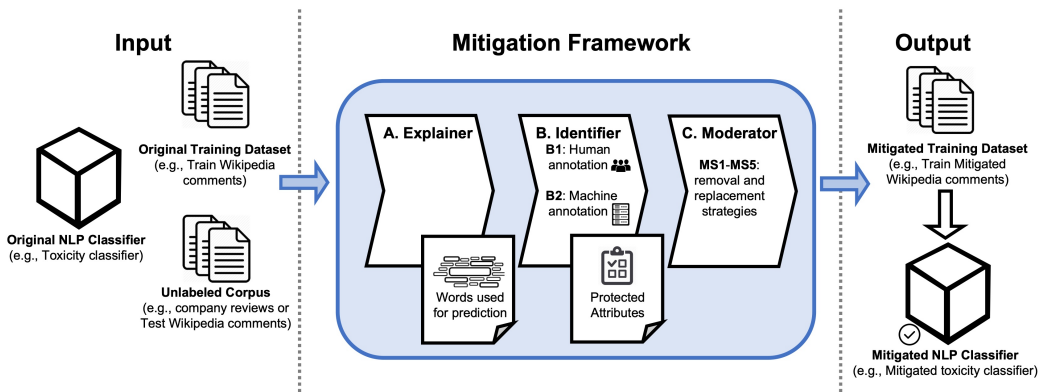 Input
Original Training Dataset
(e.g., Train Wikipedia
comments)
Original NLP Classifier
(e.g., Toxicity classifier)
Unlabeled Corpus
(e.g., company reviews or
Test Wikipedia comments)
Mitigation Framework
A. Explainer
Words used
for prediction
B. Identifier
B1: Human
annotation
B2: Machine
annotation
Protected
Attributes
C. Moderator
MS1-MS5:
removal and
replacement
strategies
Output
Mitigated Training Dataset
(e.g., Train Mitigated
Wikipedia comments)
Mitigated NLP Classifier
(e.g., Mitigated toxicity classifier)